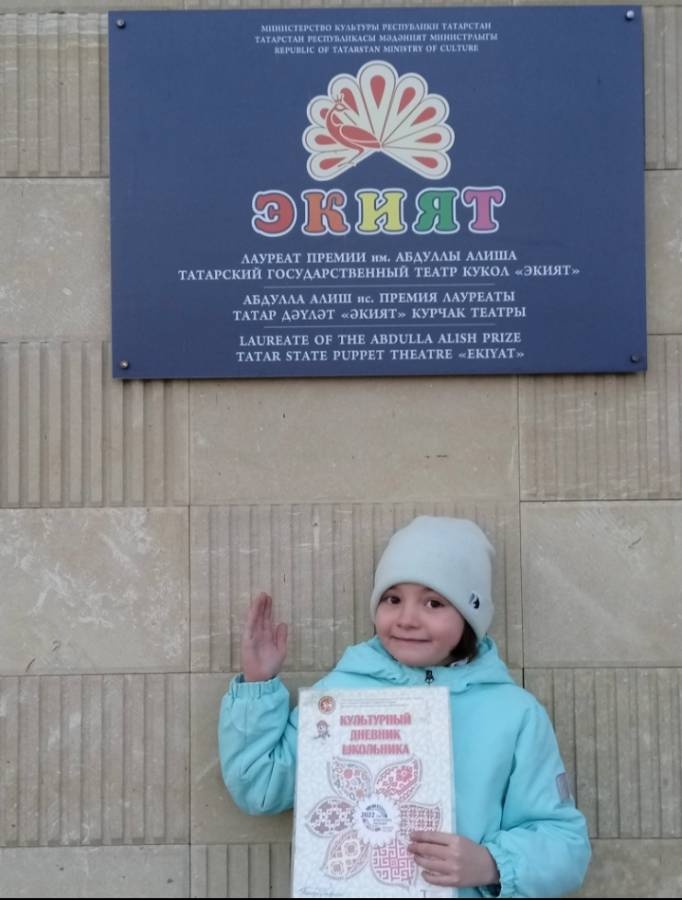 МИНИСТЕРСТВО КУЛЬТУРЫ РЕСПУБЛИКИ ТАТАРСТАН
ТАТАРСТАН РЕСПУБЛИКАСЫ МӘДӘНИЯТ МИНИСТРЛЫГЫ
REPUBLIC OF TATARSTAN MINISTRY OF CULTURE
ЭКИЯТ
ЛАУРЕАТ ПРЕМИИ им. АБДУЛЛЫ АЛИША
ТАТАРСКИЙ ГОСУДАРСТВЕННЫЙ ТЕАТР КУКОЛ «ЭКИЯТ»
АБДУЛЛА АЛИШ ис. ПРЕМИЯ ЛАУРЕАТЫ
ТАТАР ДӘҮЛӘТ «ӘКИЯТ» КУРЧАК ТЕАТРЫ
LAUREATE OF THE ABDULLA ALISH PRIZE
TATAR STATE PUPPET THEATRE «EKIYAT»
КУЛЬТУРНЫЙ
ДНЕВНИК
ШКОЛЬНИКА
2022